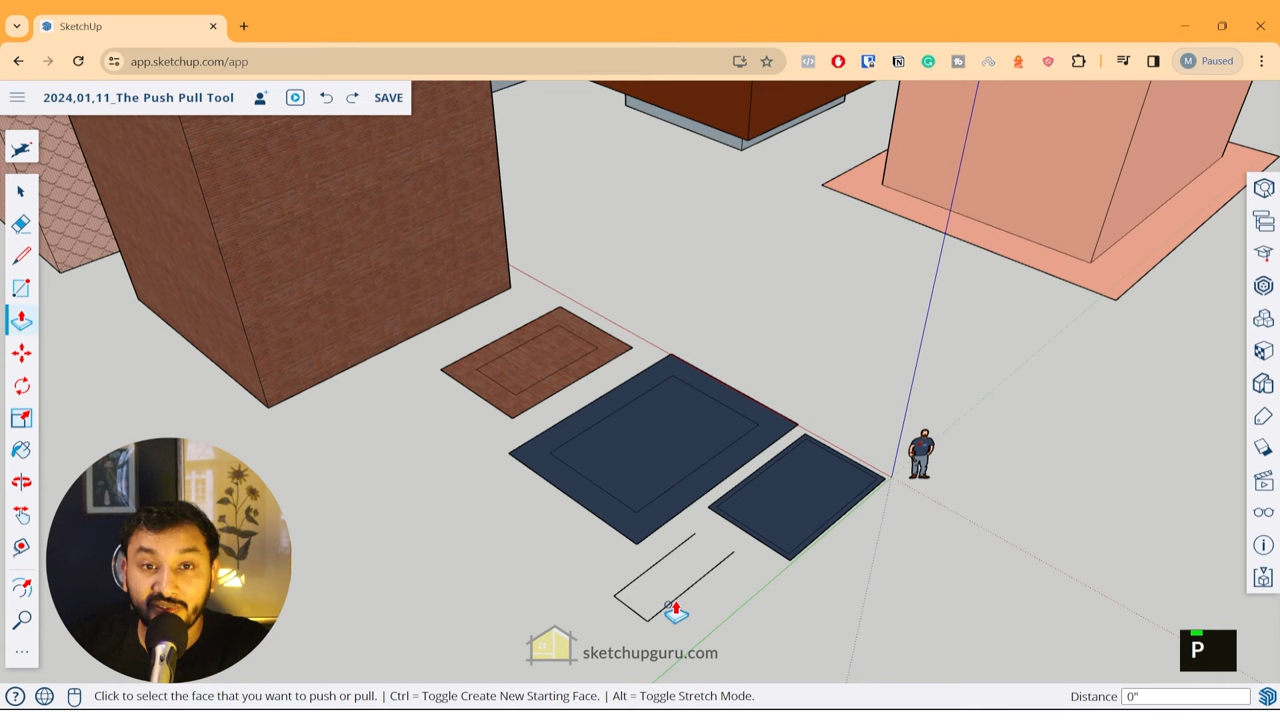 SketchUp
app.sketchup.com/app
M Paused
2024,01,11_The Push Pull Tool
SAVE
P
sketchupguru.com
Click to select the face that you want to push or pull. | Ctrl = Toggle Create New Starting Face. | Alt = Toggle Stretch Mode.
Distance 0"